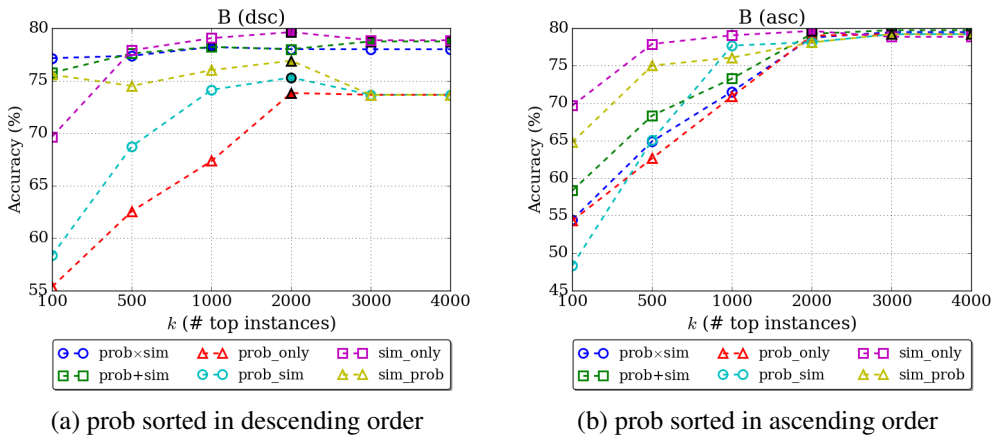 B (dsc)
80
75
70
65
60
55
Accuracy (%)
100 500 1000 2000 3000 4000
k (# top instances)
prob×sim prob_only sim_only
prob+sim prob_sim sim_prob
(a) prob sorted in descending order
B (asc)
80
75
70
65
60
55
50
45
Accuracy (%)
100 500 1000 2000 3000 4000
k (# top instances)
prob×sim prob_only sim_only
prob+sim prob_sim sim_prob
(b) prob sorted in ascending order